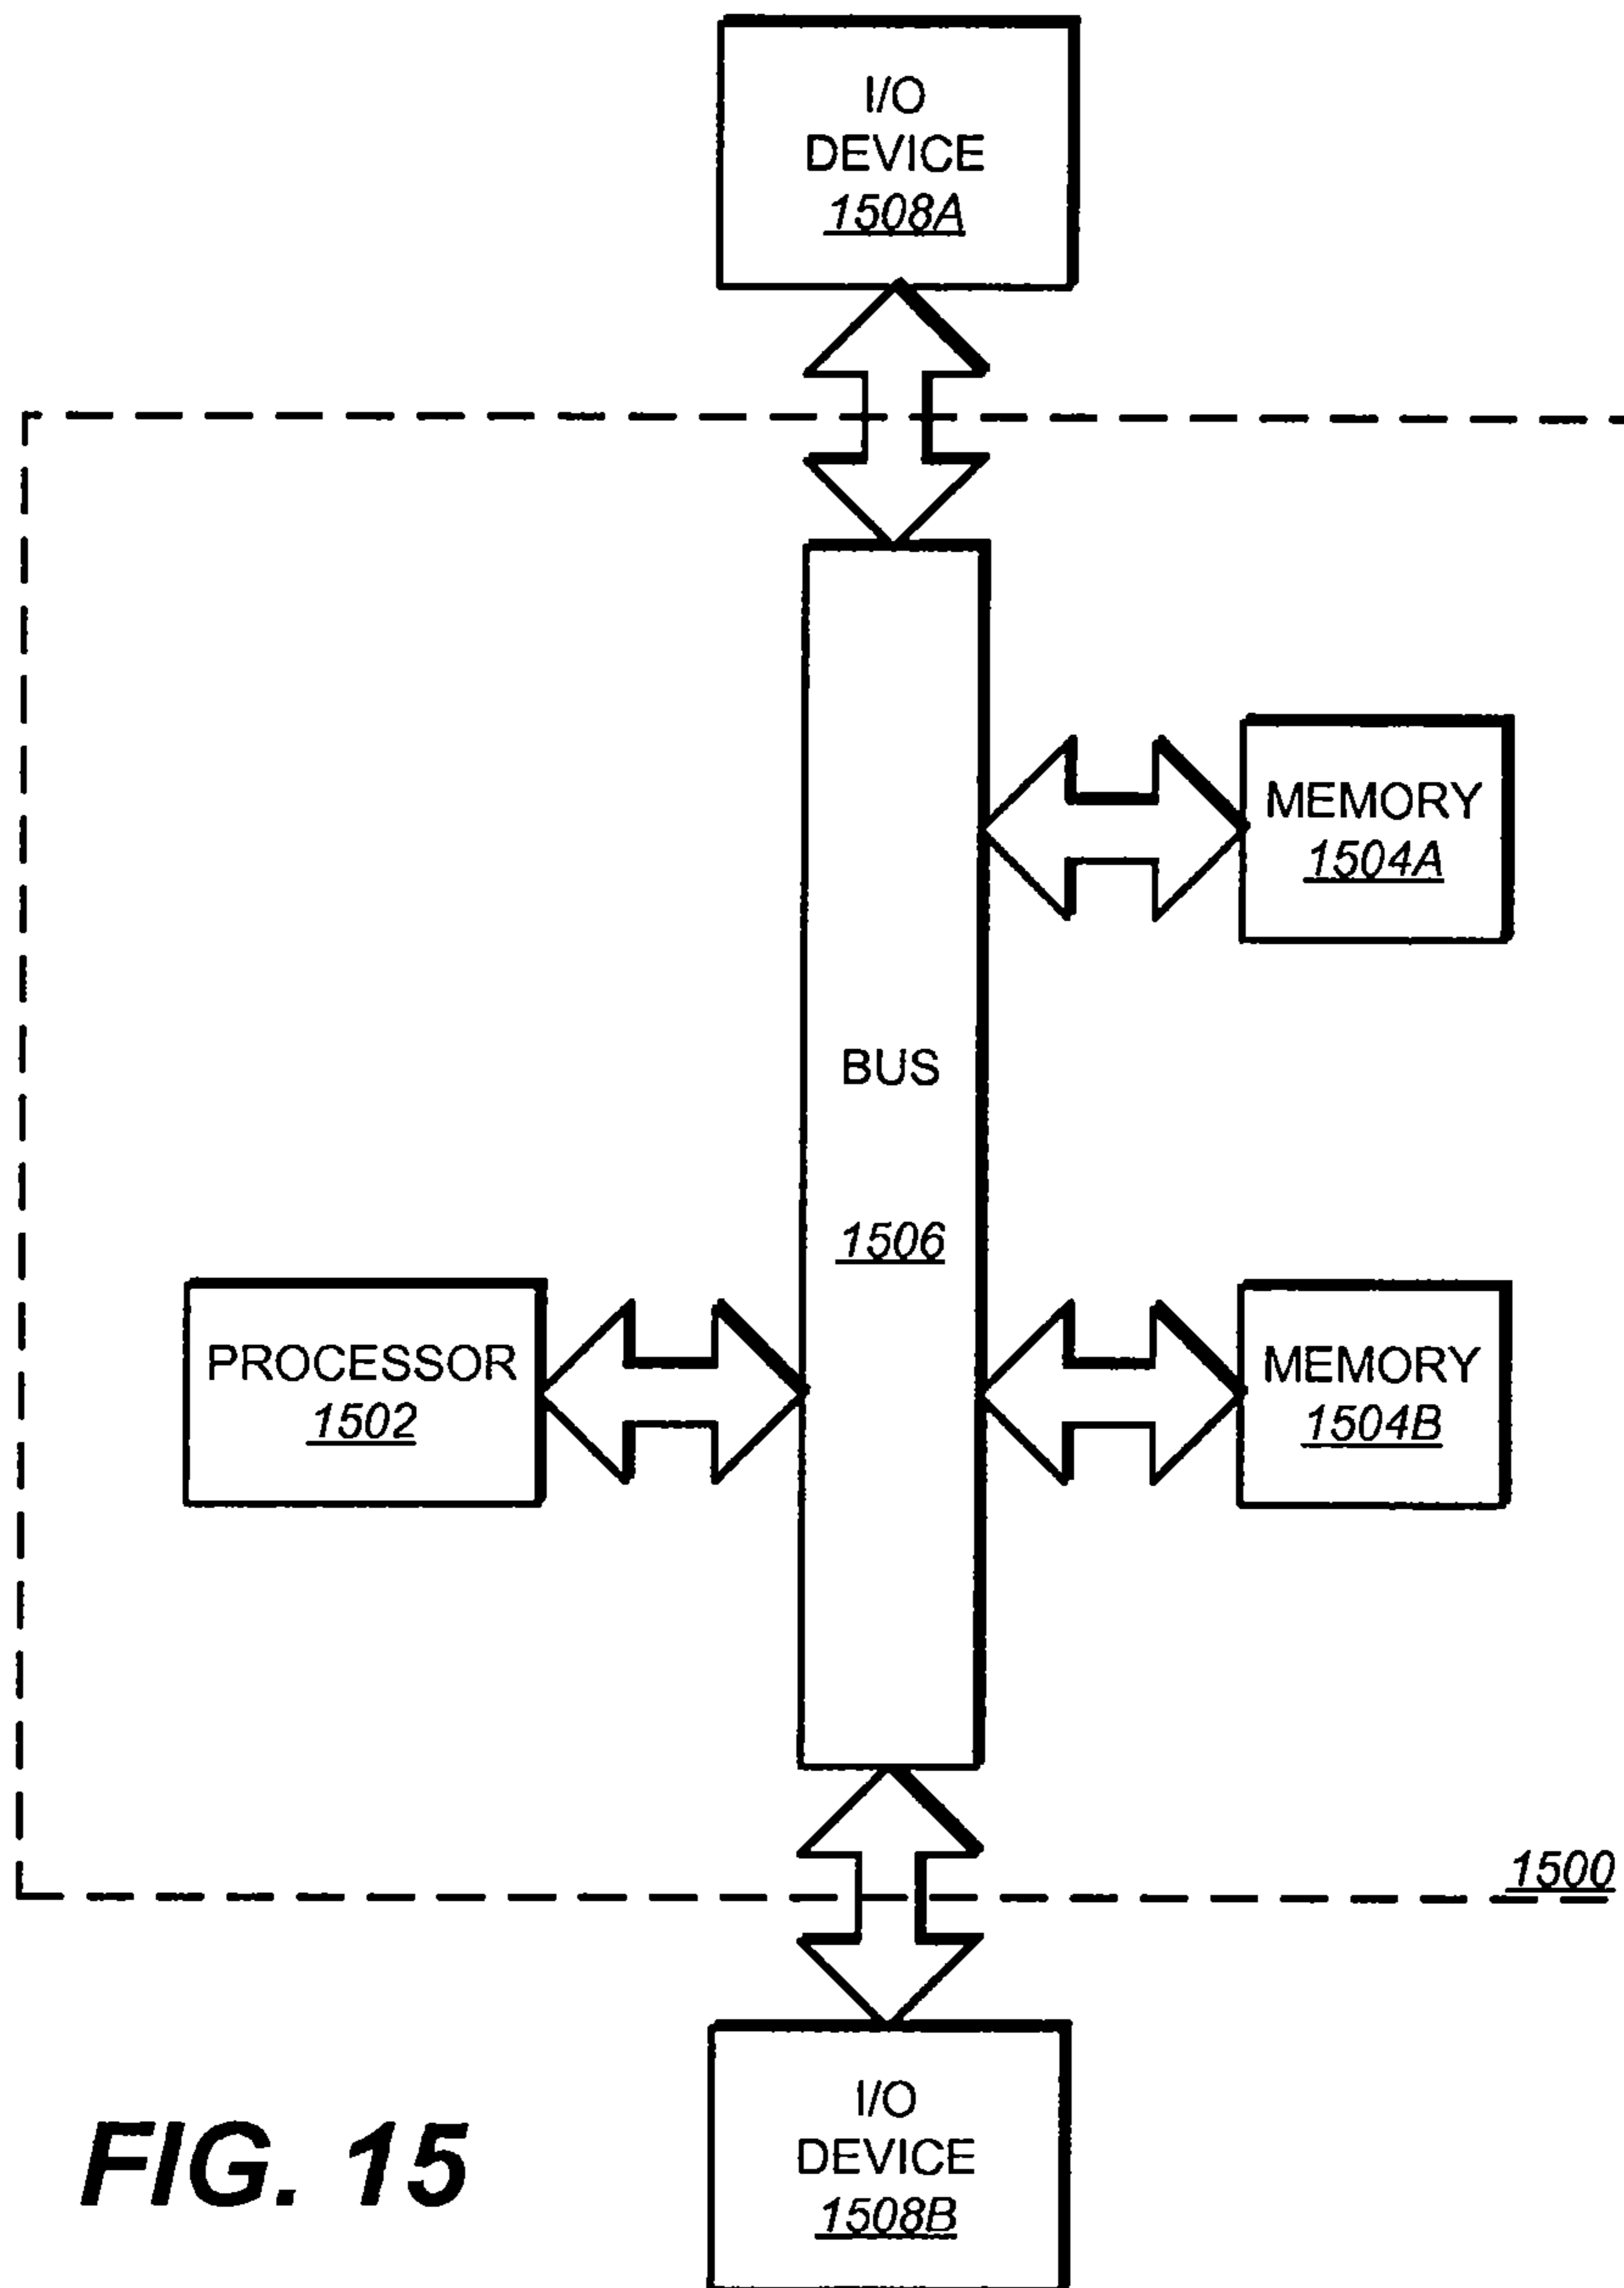 I/O
DEVICE
1508A
MEMORY
1504A
BUS
1506
PROCESSOR
1502
MEMORY
1504B
1500
I/O
DEVICE
1508B
FIG. 15